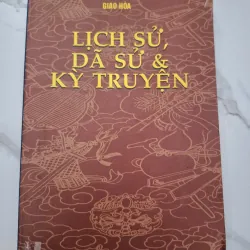 GIAO HÒA
LỊCH SỬ,
DÃ SỬ &
KỲ TRUYỆN